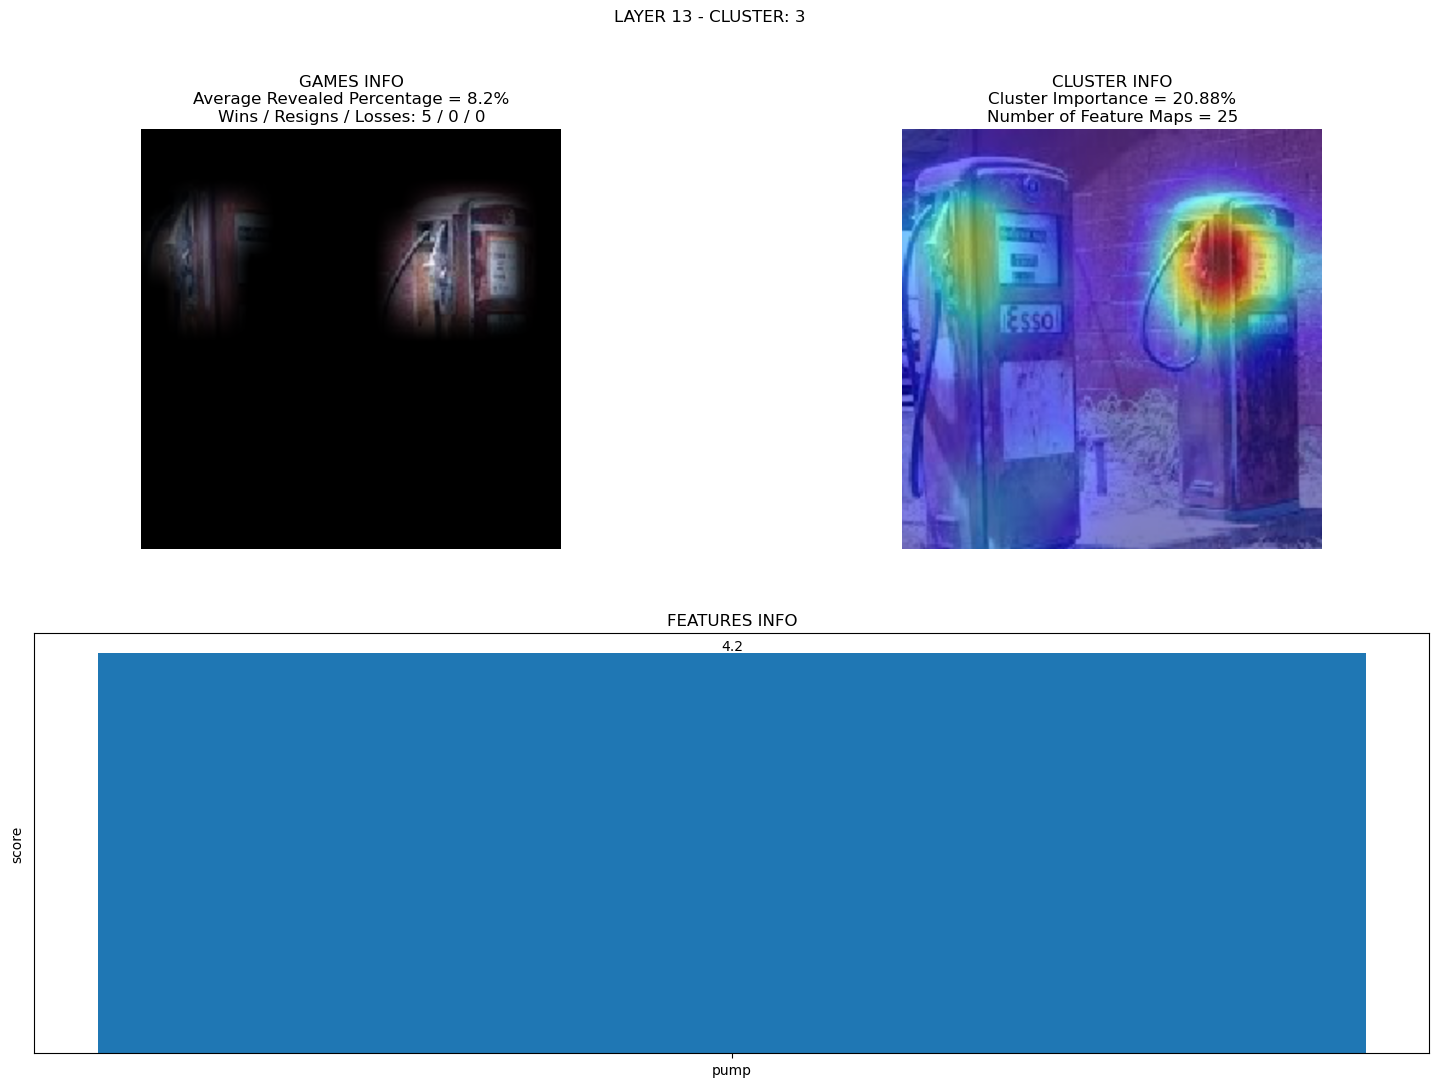 LAYER 13 - CLUSTER: 3
GAMES INFO
Average Revealed Percentage = 8.2%
Wins / Resigns / Losses: 5 / 0 / 0
CLUSTER INFO
Cluster Importance = 20.88%
Number of Feature Maps = 25
ESSO
FEATURES INFO
4.2
score
pump